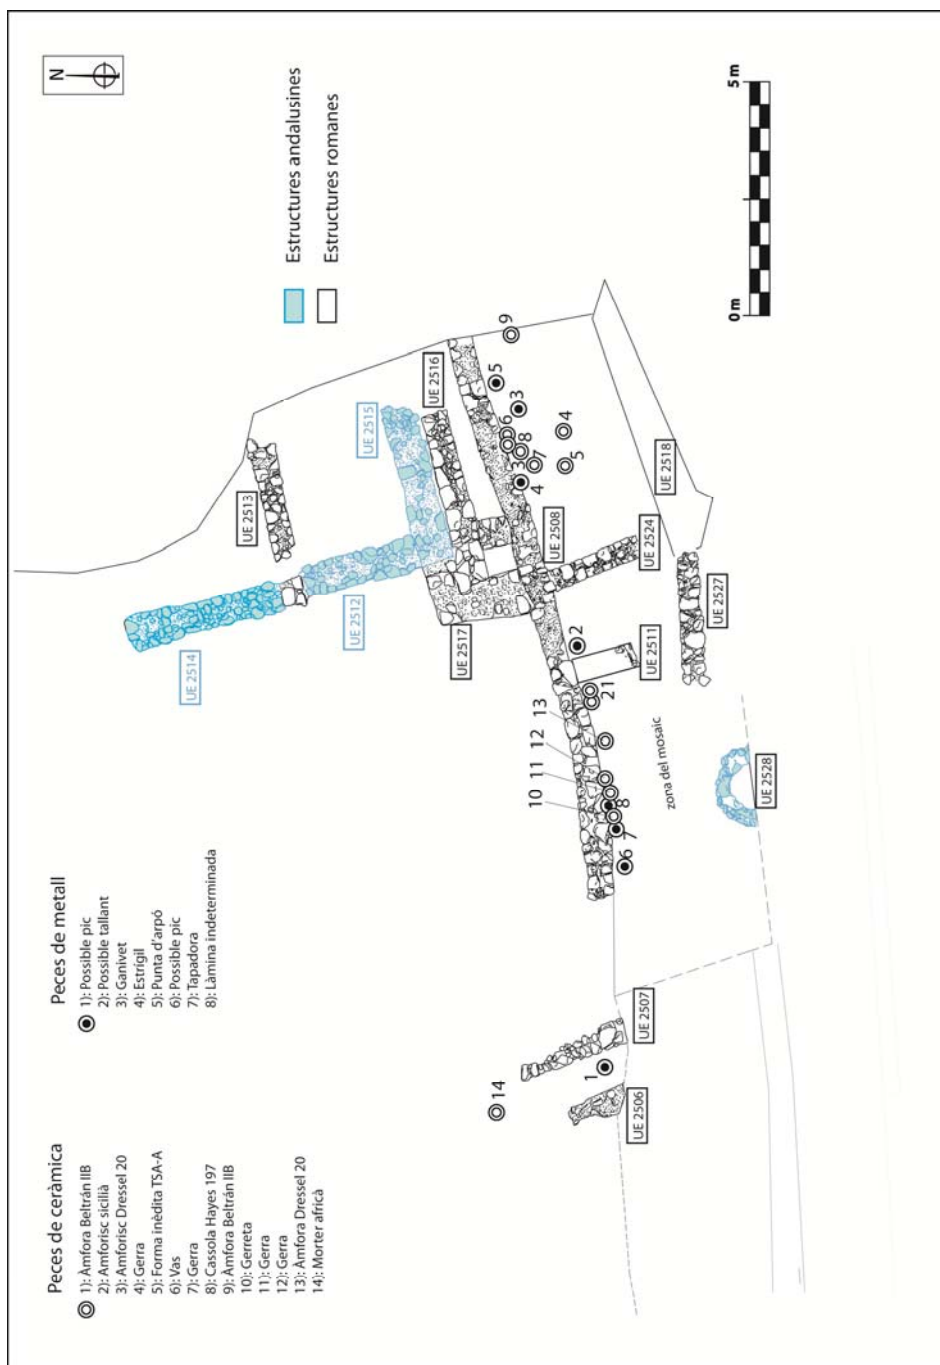 Peces de ceràmica
1): Àmfora Beltrán IIB
2): Amforisc sicilià
3): Amforisc Dressel 20
4): Gerra
5): Forma inèdita TSA-A
6): Vas
7): Gerra
8): Cassola Hayes 197
9): Àmfora Beltrán IIB
10): Gerreta
11): Gerra
12): Gerra
13): Àmfora Dressel 20
14): Morter africà
Peces de metall
1): Possible pic
2): Possible tallant
3): Ganivet
4): Estrígil
5): Punta d'arpó
6): Possible pic
7): Tapadora
8): Làmina indeterminada
N
Estructures andalusines
Estructures romanes
UE 2514
UE 2513
UE 2512
UE 2515
UE 2517
UE 2516
14
10
11
12
13
2
3
4
5
6
8
7
3
9
4
5
UE 2508
1
6
7
8
21
UE 2506
UE 2507
UE 2511
UE 2524
UE 2518
zona del mosaic
UE 2527
UE 2528
0 m
5 m